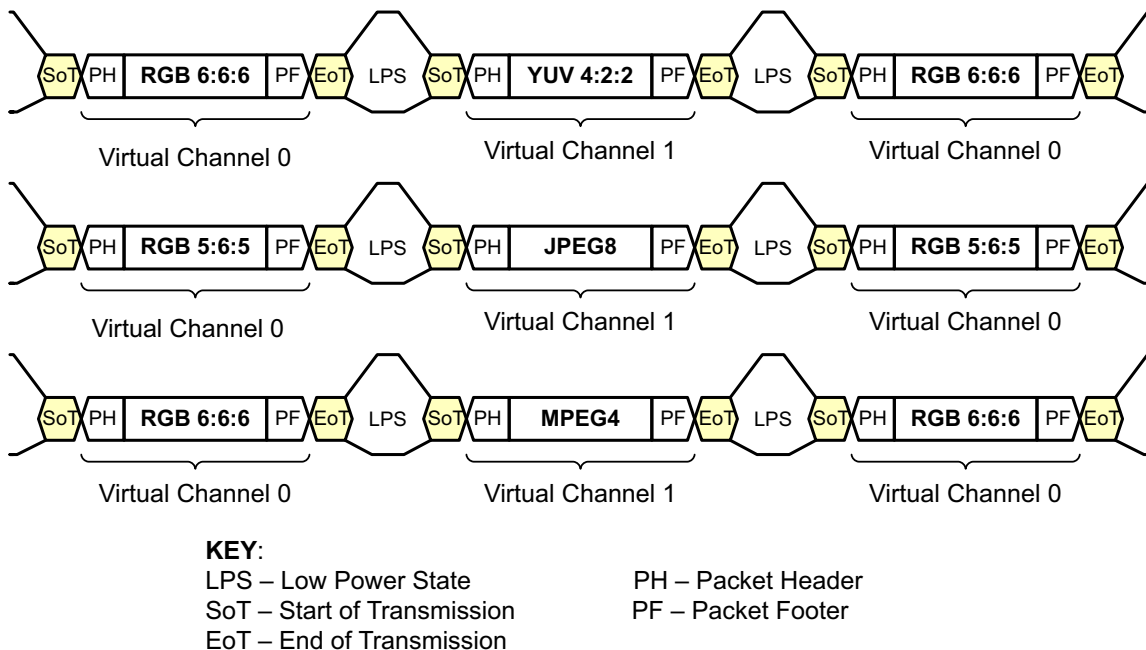 SoT PH RGB 6:6:6 PF EoT LPS SoT PH YUV 4:2:2 PF EoT LPS SoT PH RGB 6:6:6 PF EoT
Virtual Channel 0 Virtual Channel 1 Virtual Channel 0
SoT PH RGB 5:6:5 PF EoT LPS SoT PH JPEG8 PF EoT LPS SoT PH RGB 5:6:5 PF EoT
Virtual Channel 0 Virtual Channel 1 Virtual Channel 0
SoT PH RGB 6:6:6 PF EoT LPS SoT PH MPEG4 PF EoT LPS SoT PH RGB 6:6:6 PF EoT
Virtual Channel 0 Virtual Channel 1 Virtual Channel 0
KEY:
LPS – Low Power State PH – Packet Header
SoT – Start of Transmission PF – Packet Footer
EoT – End of Transmission